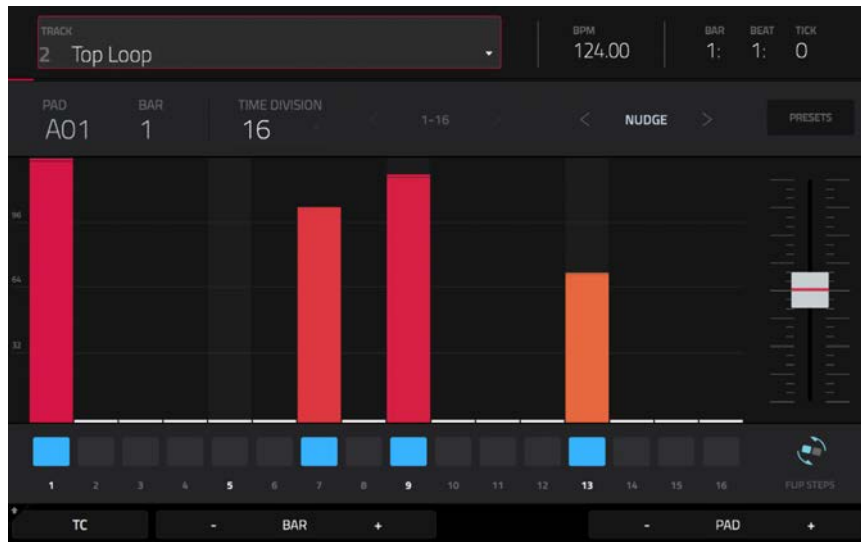 TRACK
2 Top Loop
BPM
124.00
BAR BEAT TICK
1: 1: 0
PAD BAR TIME DIVISION
A01 1 16
< 1-16 >
< NUDGE >
PRESETS
96
64
32
1 2 3 4 5 6 7 8 9 10 11 12 13 14 15 16
FLIP STEPS
TC - BAR + - PAD +